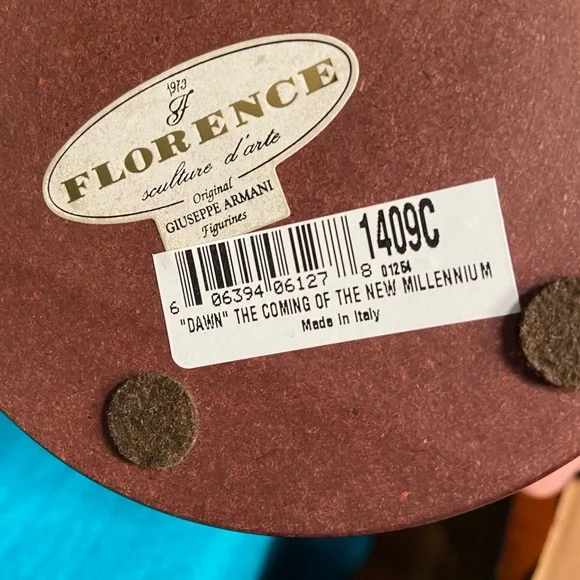 1973
FLORENCE
sculture d'arte
Original
GIUSEPPE ARMANI
Figurines
1409C
6 06394 06127 8 01254
"DAWN" THE COMING OF THE NEW MILLENNIUM
Made in Italy